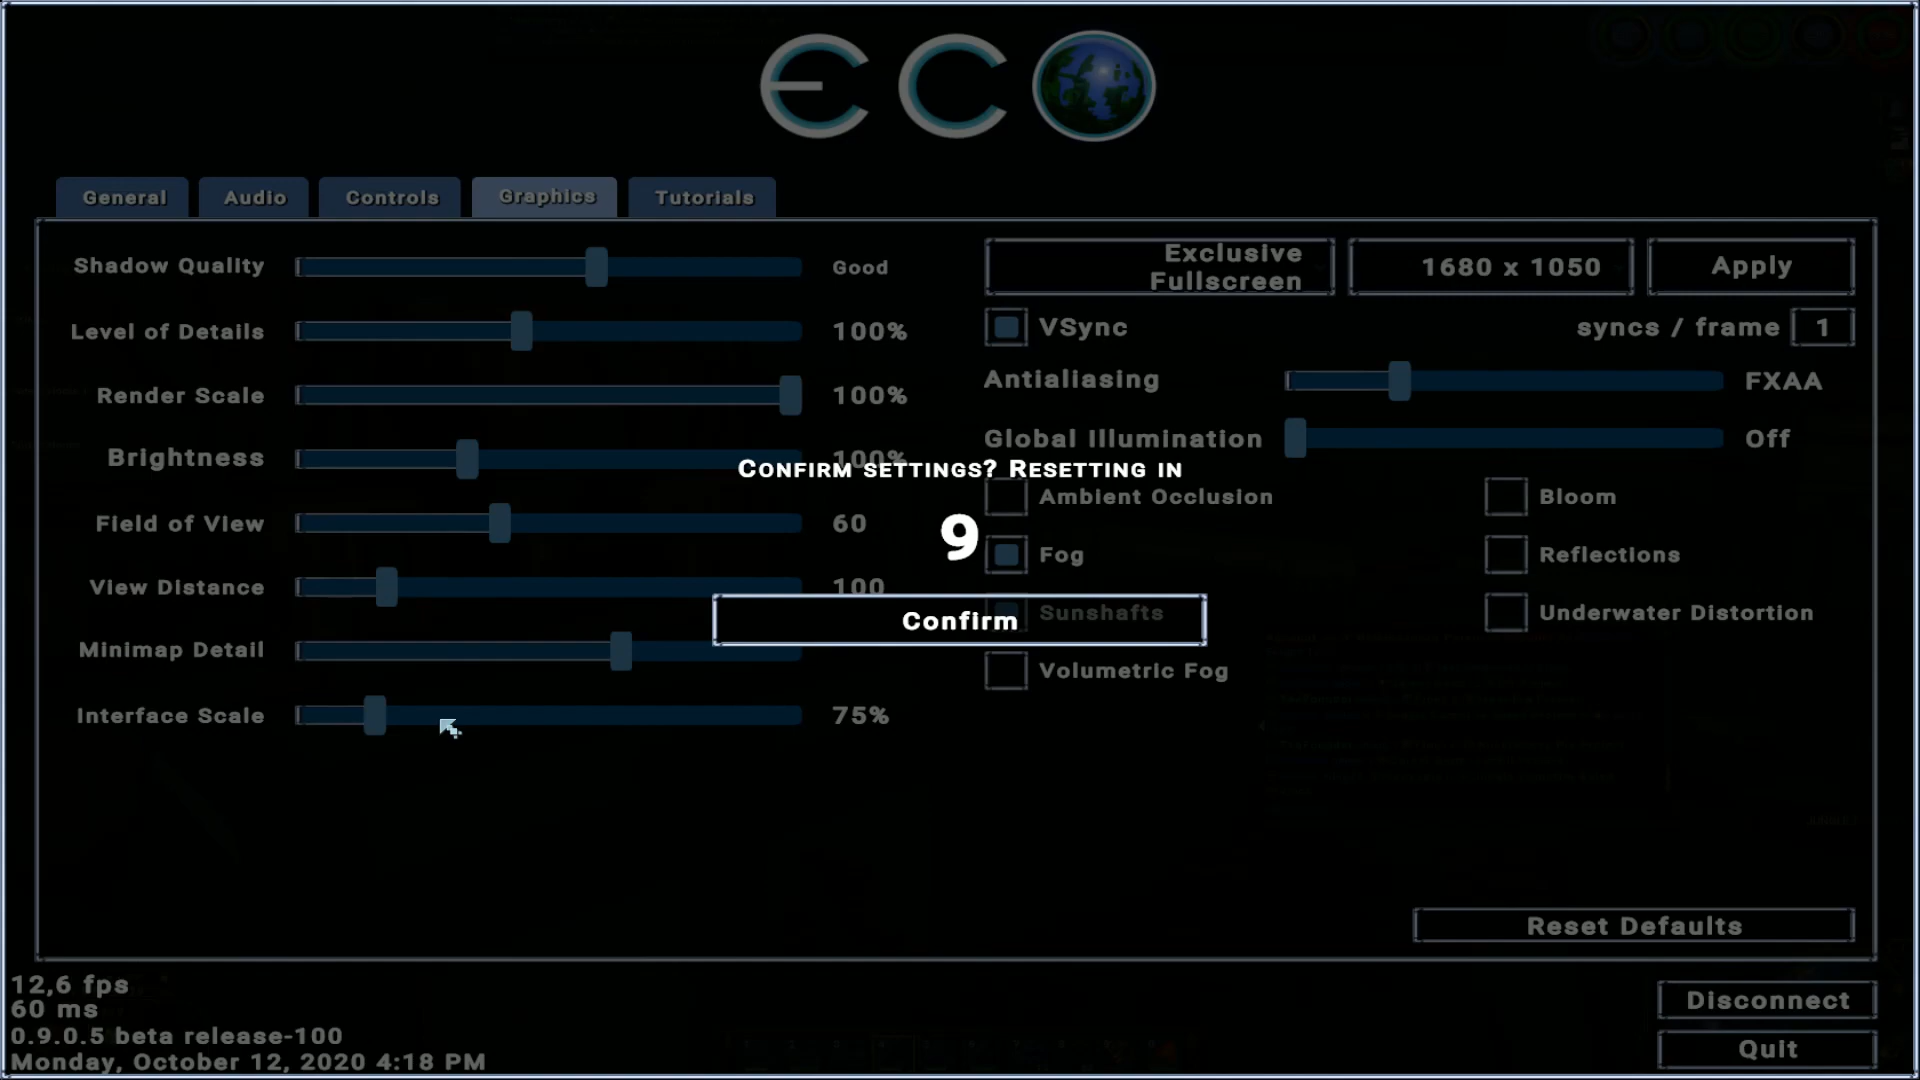 ECO
General Audio Controls Graphics Tutorials
Shadow Quality Good
Level of Details 100%
Render Scale 100%
Brightness 100%
Field of View 60
View Distance 100
Minimap Detail
Interface Scale 75%
Exclusive
Fullscreen
1680 x 1050
Apply
VSync syncs / frame 1
Antialiasing FXAA
Global Illumination Off
Ambient Occlusion Bloom
Fog Reflections
Sunshafts Underwater Distortion
Volumetric Fog
Confirm settings? Resetting in
9
Confirm
Reset Defaults
12,6 fps
60 ms
0.9.0.5 beta release-100
Monday, October 12, 2020 4:18 PM
Disconnect
Quit